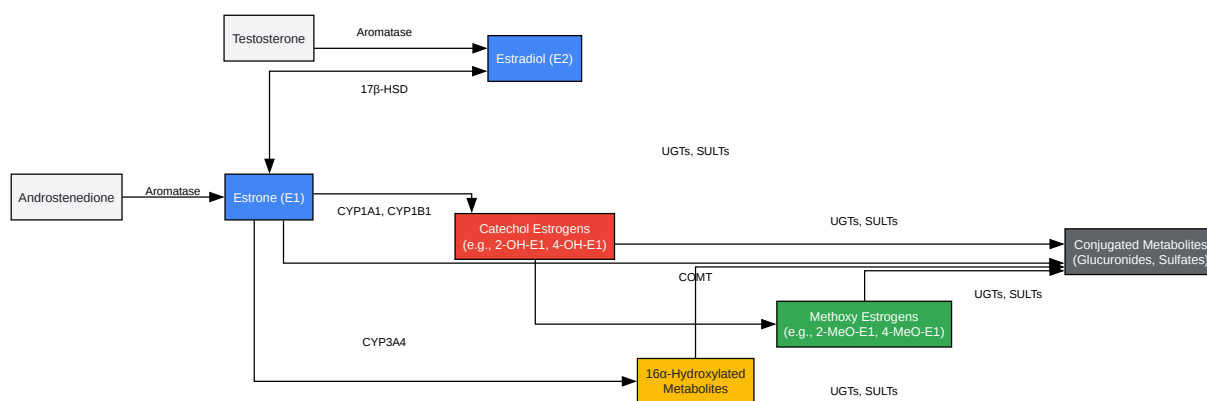 Testosterone
Aromatase
Estradiol (E2)
17β-HSD
UGTs, SULTs
Androstenedione
Aromatase
Estrone (E1)
CYP1A1, CYP1B1
Catechol Estrogens
(e.g., 2-OH-E1, 4-OH-E1)
UGTs, SULTs
Conjugated Metabolites
(Glucuronides, Sulfates)
COMT
UGTs, SULTs
Methoxy Estrogens
(e.g., 2-MeO-E1, 4-MeO-E1)
CYP3A4
16α-Hydroxylated
Metabolites
UGTs, SULTs